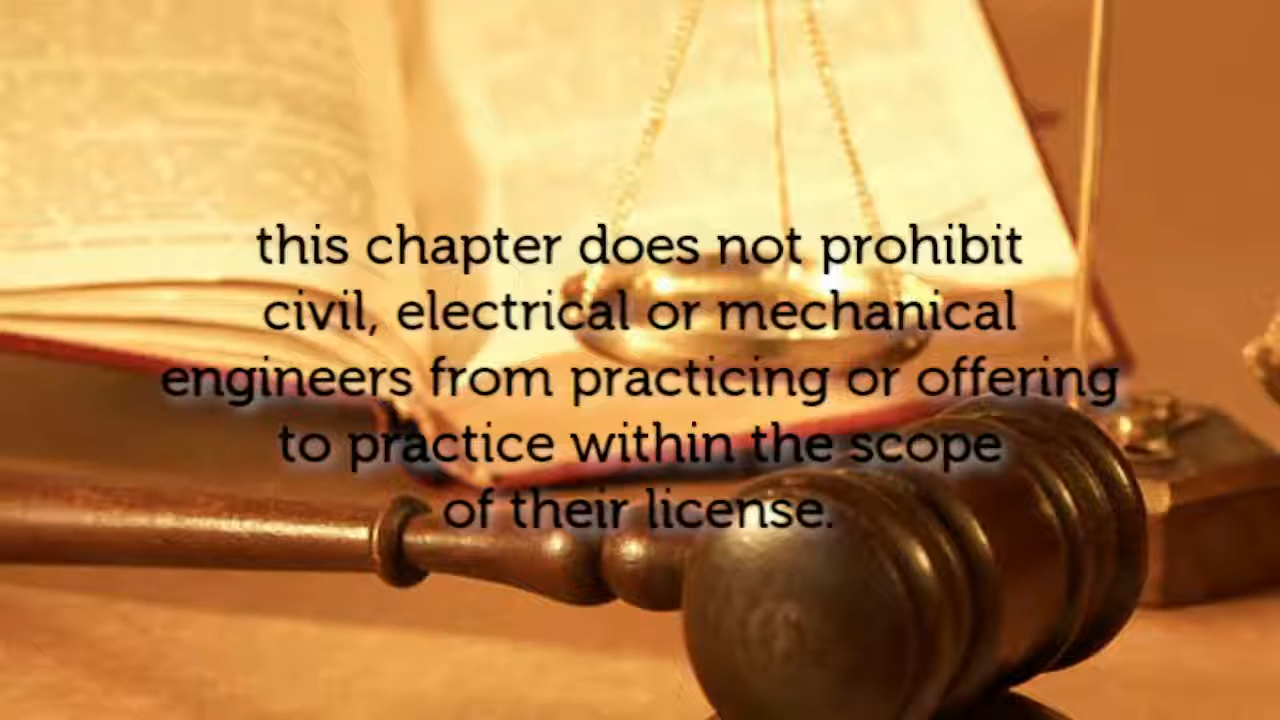 this chapter does not prohibit
civil, electrical or mechanical
engineers from practicing or offering
to practice within the scope
of their license.